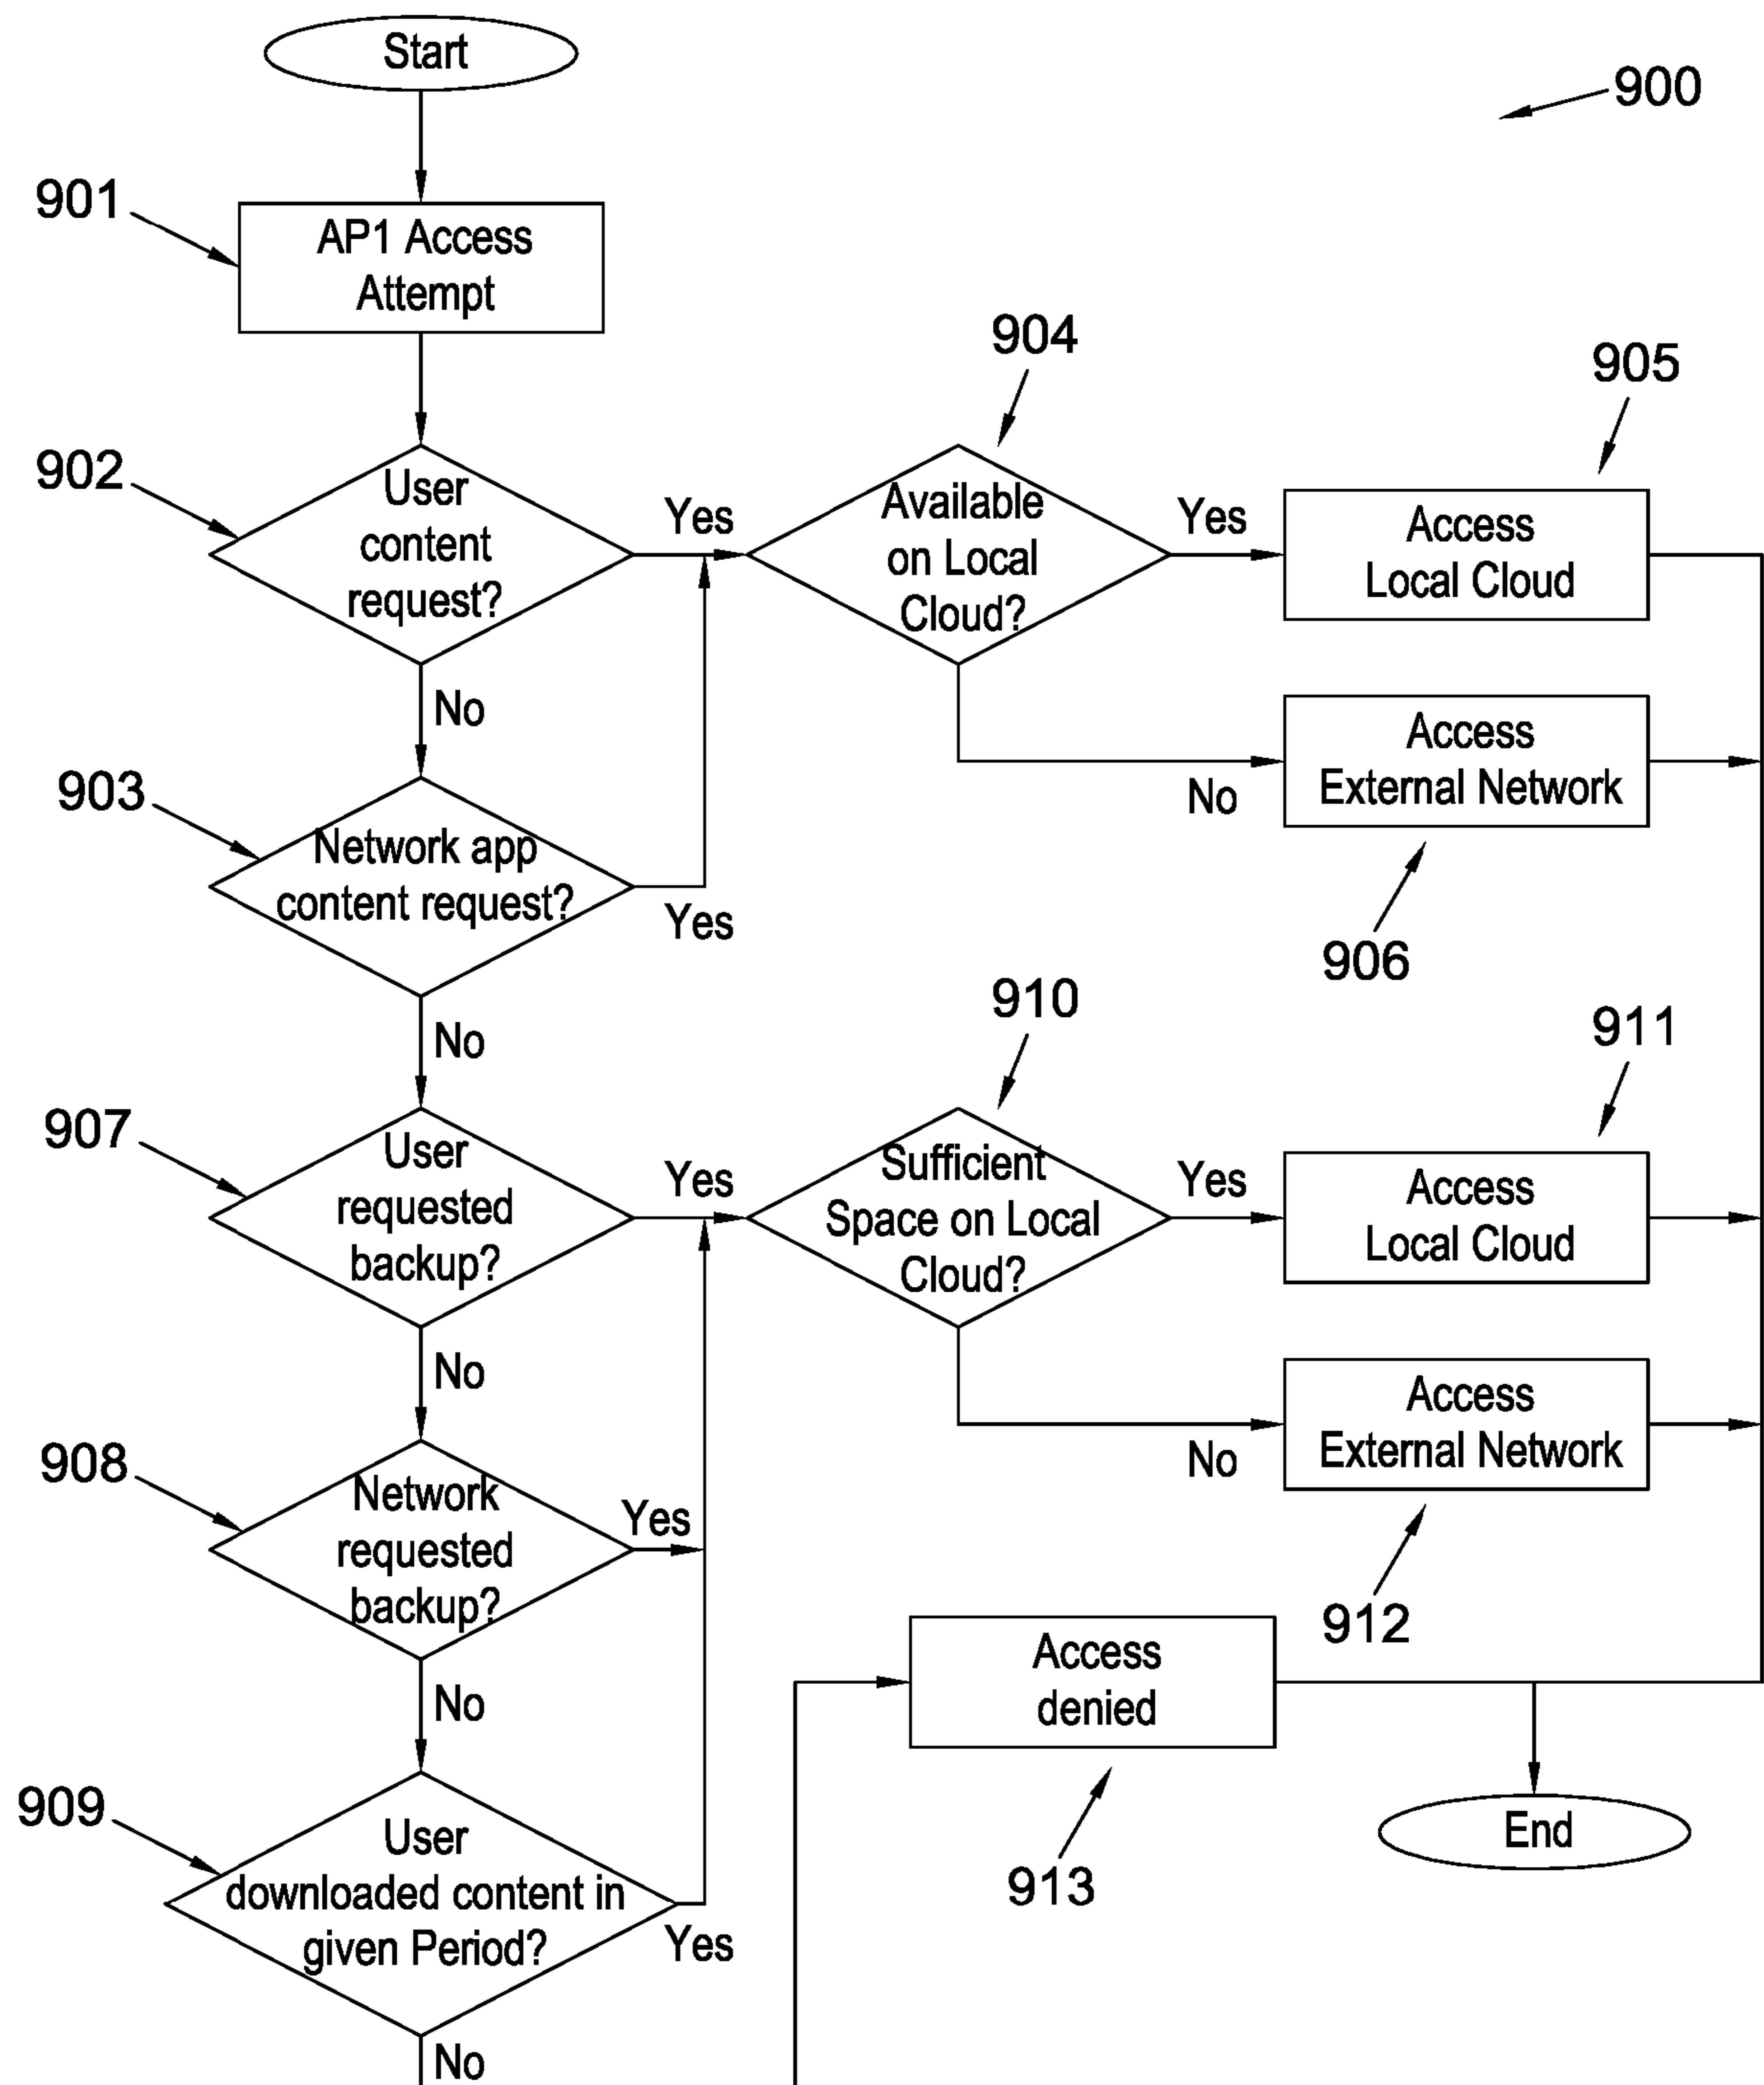 Start
900
901
AP1 Access
Attempt
904
905
902
User
content
request?
Yes
Available
on Local
Cloud?
Yes
Access
Local Cloud
No
Access
External Network
No
903
Network app
content request?
Yes
906
No
910
911
907
User
requested
backup?
Yes
Sufficient
Space on Local
Cloud?
Yes
Access
Local Cloud
No
Access
External Network
No
908
Network
requested
backup?
Yes
912
Access
denied
No
909
User
downloaded content in
given Period?
Yes
913
End
No